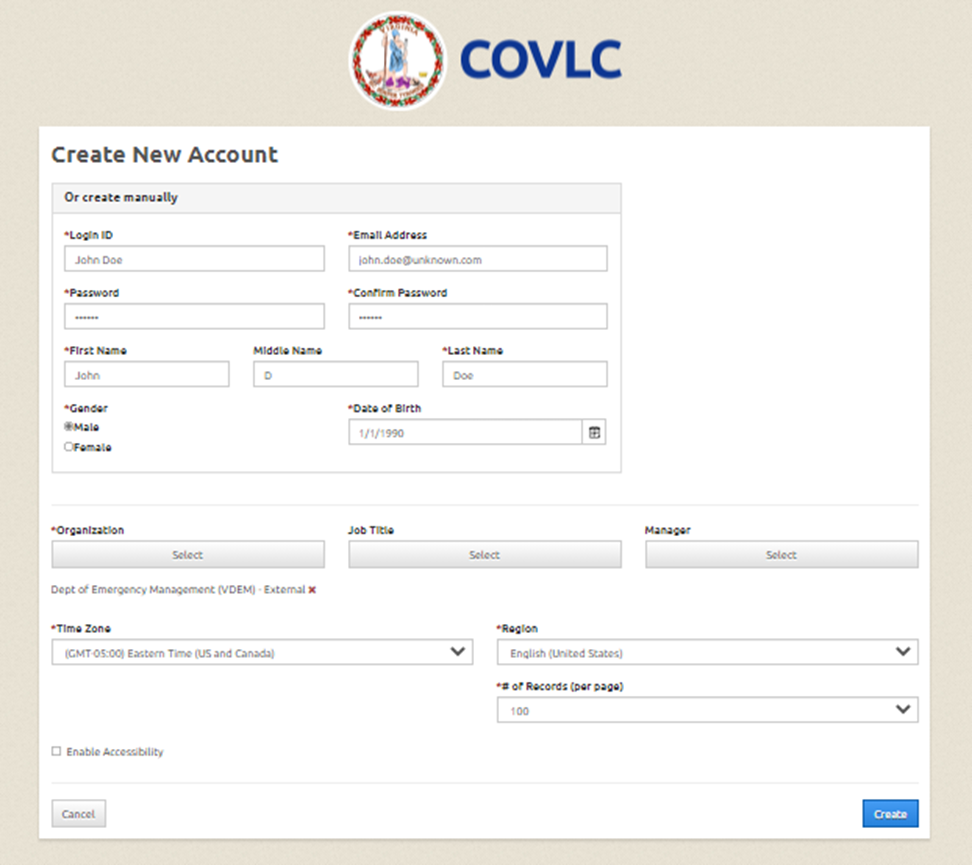 VIRGINIA
COVLC
Create New Account
Or create manually
*Login ID *Email Address
John Doe john.doe@unknown.com
*Password *Confirm Password
------ ------
*First Name Middle Name *Last Name
John D Doe
*Gender *Date of Birth
Male 1/1/1990
Female
*Organization Job Title Manager
Select Select Select
Dept of Emergency Management (VDEM) - External ×
*Time Zone *Region
(GMT-05:00) Eastern Time (US and Canada) English (United States)
*# of Records (per page)
100
Enable Accessibility
Cancel Create